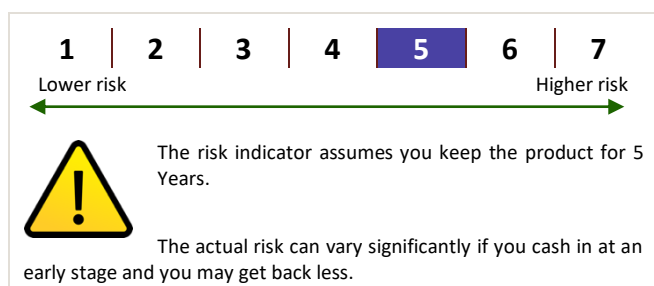 1 2 3 4 5 6 7
Lower risk Higher risk
The risk indicator assumes you keep the product for 5
Years.
The actual risk can vary significantly if you cash in at an
early stage and you may get back less.